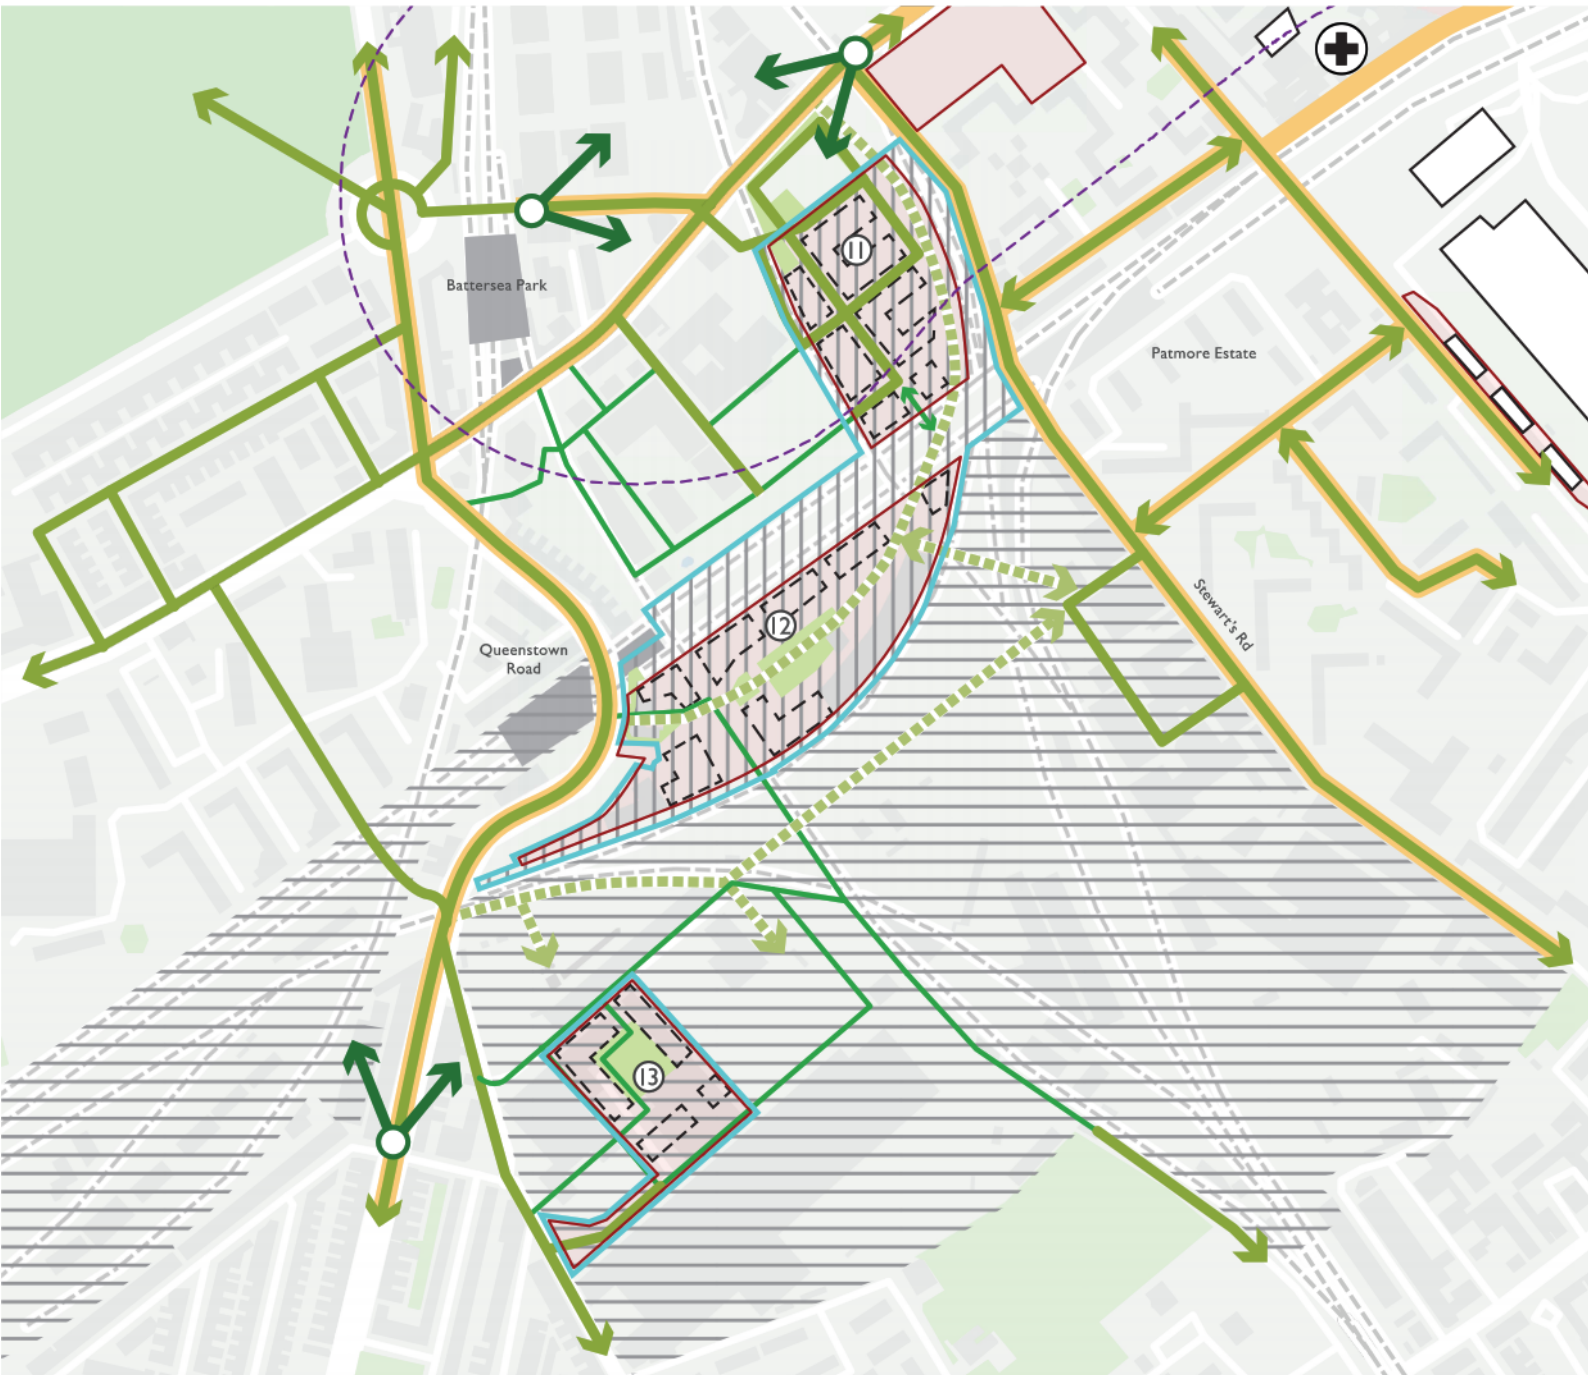 11
Battersea Park
Patmore Estate
12
Stewart's Rd
Queenstown
Road
13